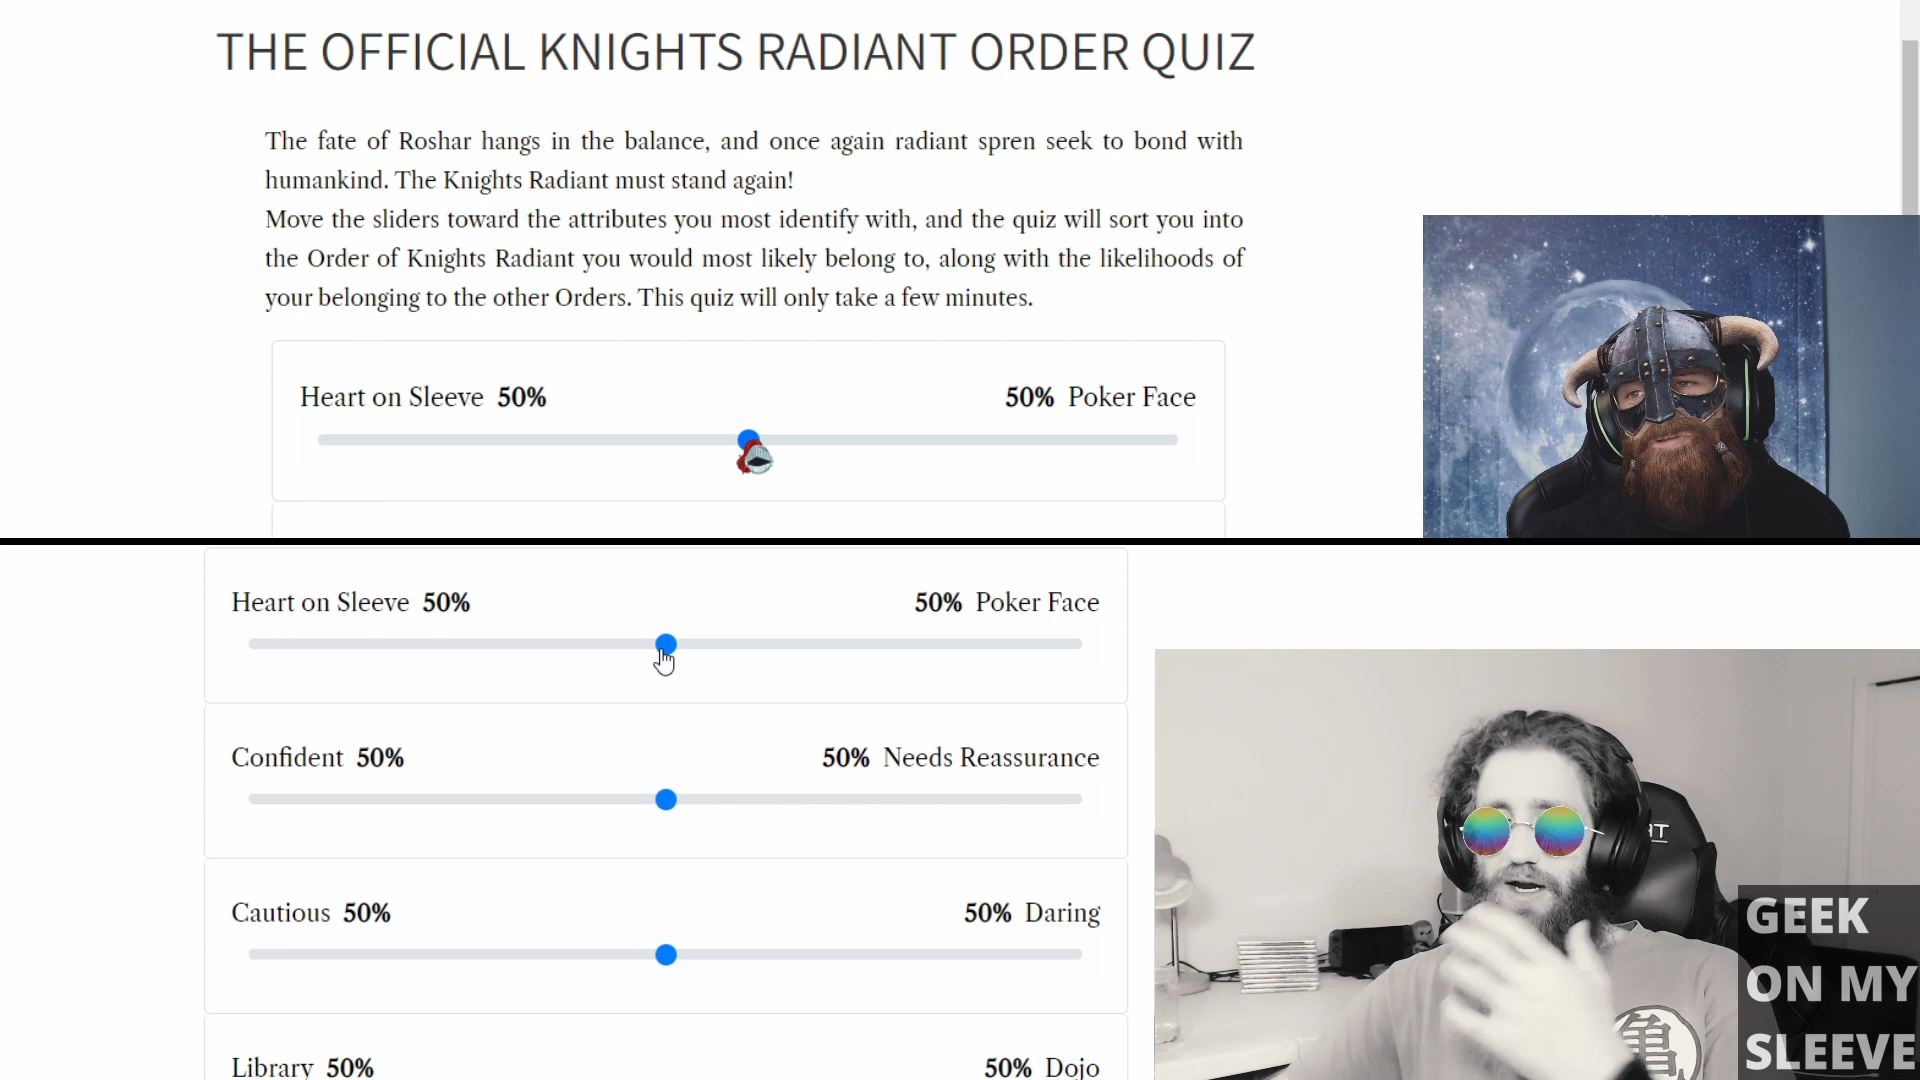 THE OFFICIAL KNIGHTS RADIANT ORDER QUIZ
The fate of Roshar hangs in the balance, and once again radiant spren seek to bond with
humankind. The Knights Radiant must stand again!
Move the sliders toward the attributes you most identify with, and the quiz will sort you into
the Order of Knights Radiant you would most likely belong to, along with the likelihoods of
your belonging to the other Orders. This quiz will only take a few minutes.
Heart on Sleeve 50% 50% Poker Face
Heart on Sleeve 50% 50% Poker Face
Confident 50% 50% Needs Reassurance
Cautious 50% 50% Daring
Library 50% 50% Dojo
亀
GEEK
ON MY
SLEEVE